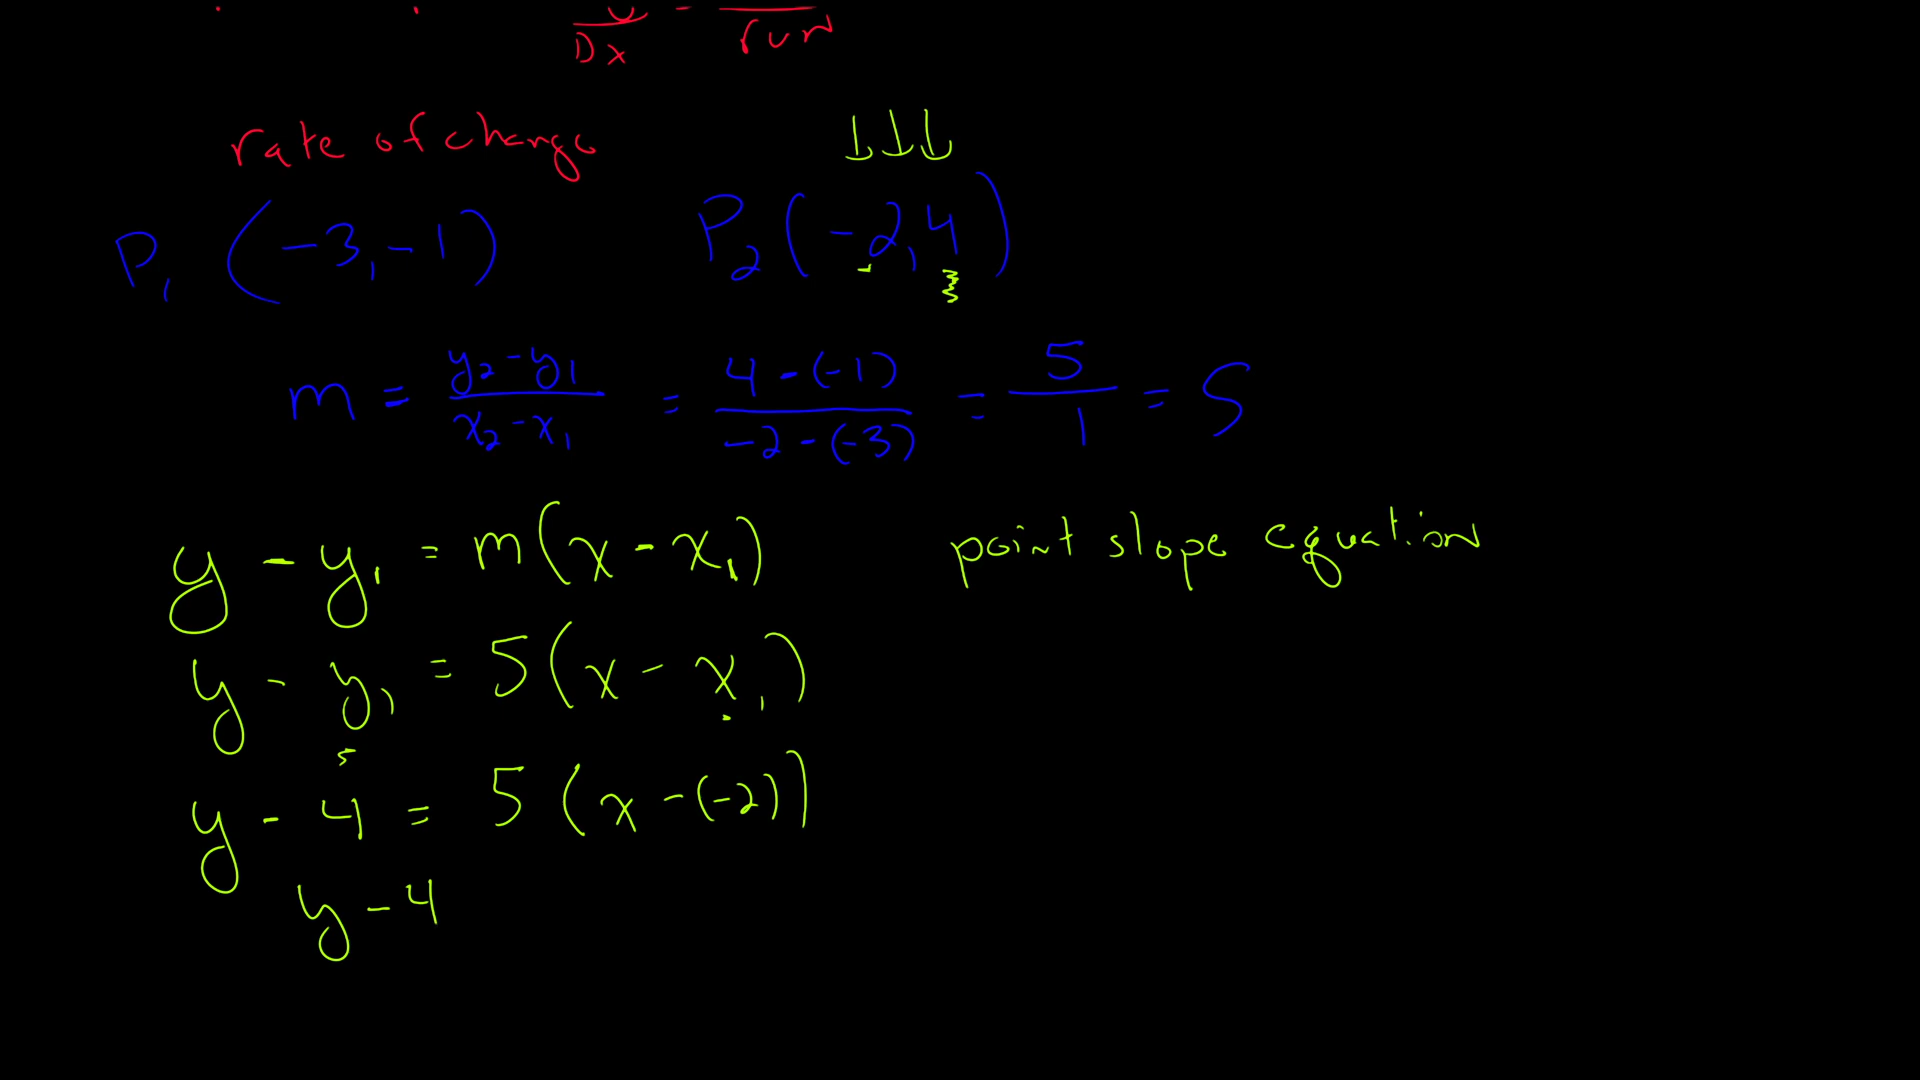 Dx run
rate of change
P₁ (-3,-1) P₂ (-2,4)
m = y₂-y₁/x₂-x₁ = 4-(-1)/-2-(-3) = 5/1 = 5
y - y₁ = m(x - x₁) point slope equation
y - y₁ = 5(x - x₁)
y - 4 = 5(x-(-2))
y-4